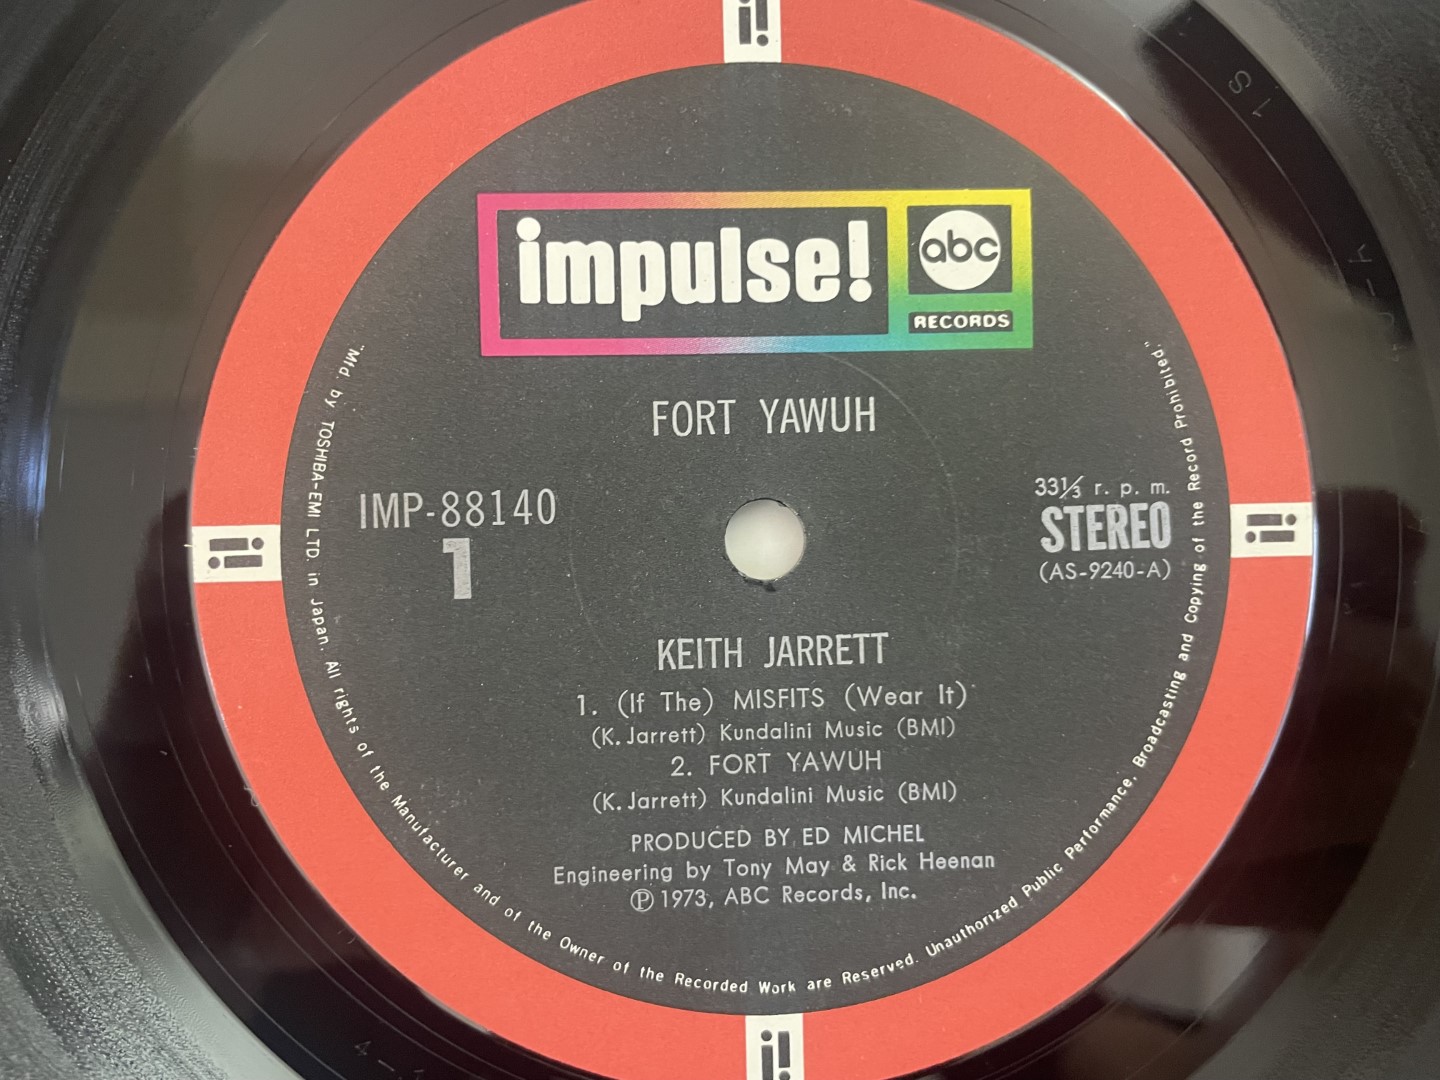 impulse!
abc
RECORDS
FORT YAWUH
IMP-88140
1
33 1/3 r. p. m.
STEREO
(AS-9240-A)
KEITH JARRETT
1. (If The) MISFITS (Wear It)
(K. Jarrett) Kundalini Music (BMI)
2. FORT YAWUH
(K. Jarrett) Kundalini Music (BMI)
PRODUCED BY ED MICHEL
Engineering by Tony May & Rick Heenan
Ⓟ 1973, ABC Records, Inc.
"Mfd. by TOSHIBA-EMI LTD. in Japan. All rights of the Manufacturer and of the Owner of the Recorded Work are Reserved. Unauthorized Public Performance, Broadcasting and Copying of the Record Prohibited."
i!
i!
i!
i!
1S